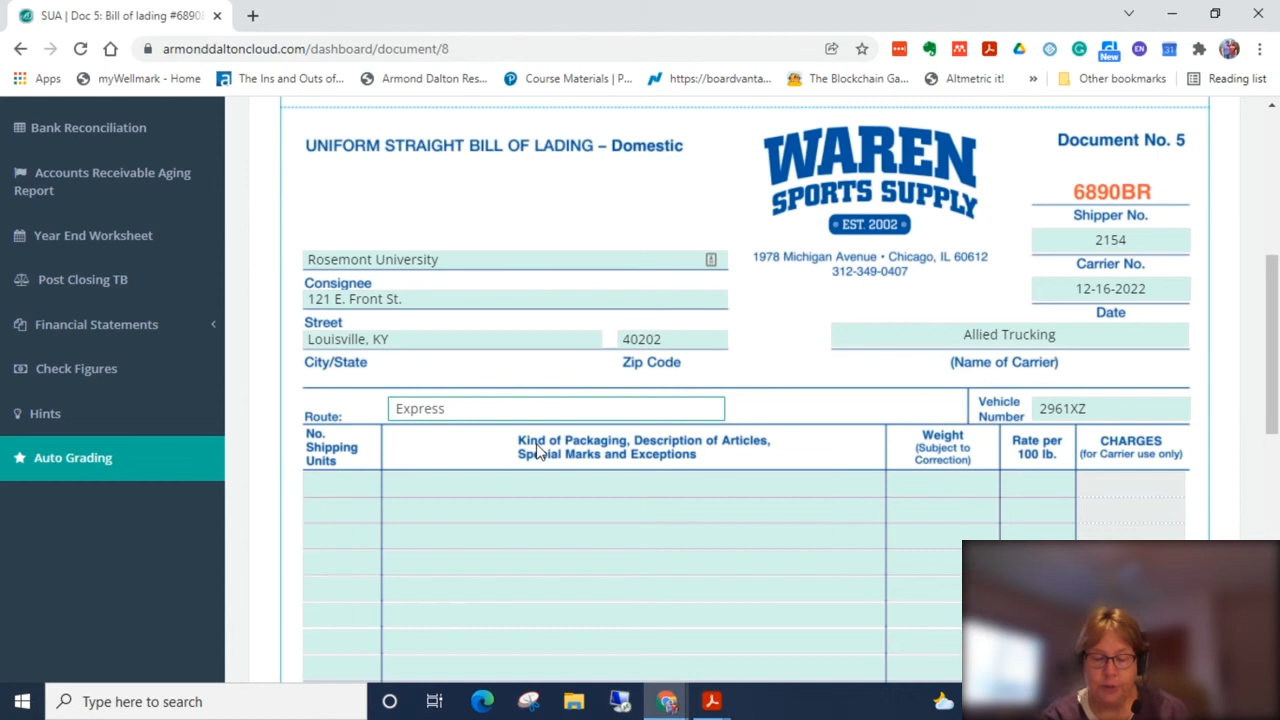 SUA | Doc 5: Bill of lading #6890B
armonddaltoncloud.com/dashboard/document/8
Apps
myWellmark - Home
The Ins and Outs of...
Armond Dalton Res...
Course Materials | P...
https://boardvanta...
The Blockchain Ga...
Altmetric it!
»
Other bookmarks
Reading list
New
EN
31
Bank Reconciliation
Accounts Receivable Aging
Report
Year End Worksheet
Post Closing TB
Financial Statements
Check Figures
Hints
Auto Grading
UNIFORM STRAIGHT BILL OF LADING – Domestic
WAREN
SPORTS SUPPLY
• EST. 2002 •
1978 Michigan Avenue • Chicago, IL 60612
312-349-0407
Document No. 5
6890BR
Shipper No.
2154
Carrier No.
12-16-2022
Date
Rosemont University
Consignee
121 E. Front St.
Street
Louisville, KY
40202
City/State
Zip Code
Allied Trucking
(Name of Carrier)
Route:
Express
Vehicle
Number
2961XZ
No.
Shipping
Units
Kind of Packaging, Description of Articles,
Special Marks and Exceptions
Weight
(Subject to
Correction)
Rate per
100 lb.
CHARGES
(for Carrier use only)
Type here to search